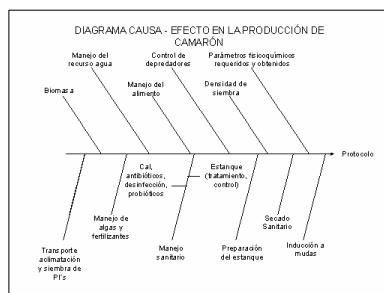 DIAGRAMA CAUSA - EFECTO EN LA PRODUCCIÓN DE
CAMARÓN
Manejo del
recurso agua
Control de
depredadores
Parámetros fisicoquímicos
requeridos y obtenidos
Biomasa
Manejo del
alimento
Densidad de
siembra
Protocolo
Cal,
antibióticos,
desinfección,
probióticos
Estanque
(tratamiento,
control)
Manejo de
algas y
fertilizantes
Secado
Sanitario
Transporte
aclimatación
y siembra de
Pl's
Manejo
sanitario
Preparación
del estanque
Inducción a
mudas